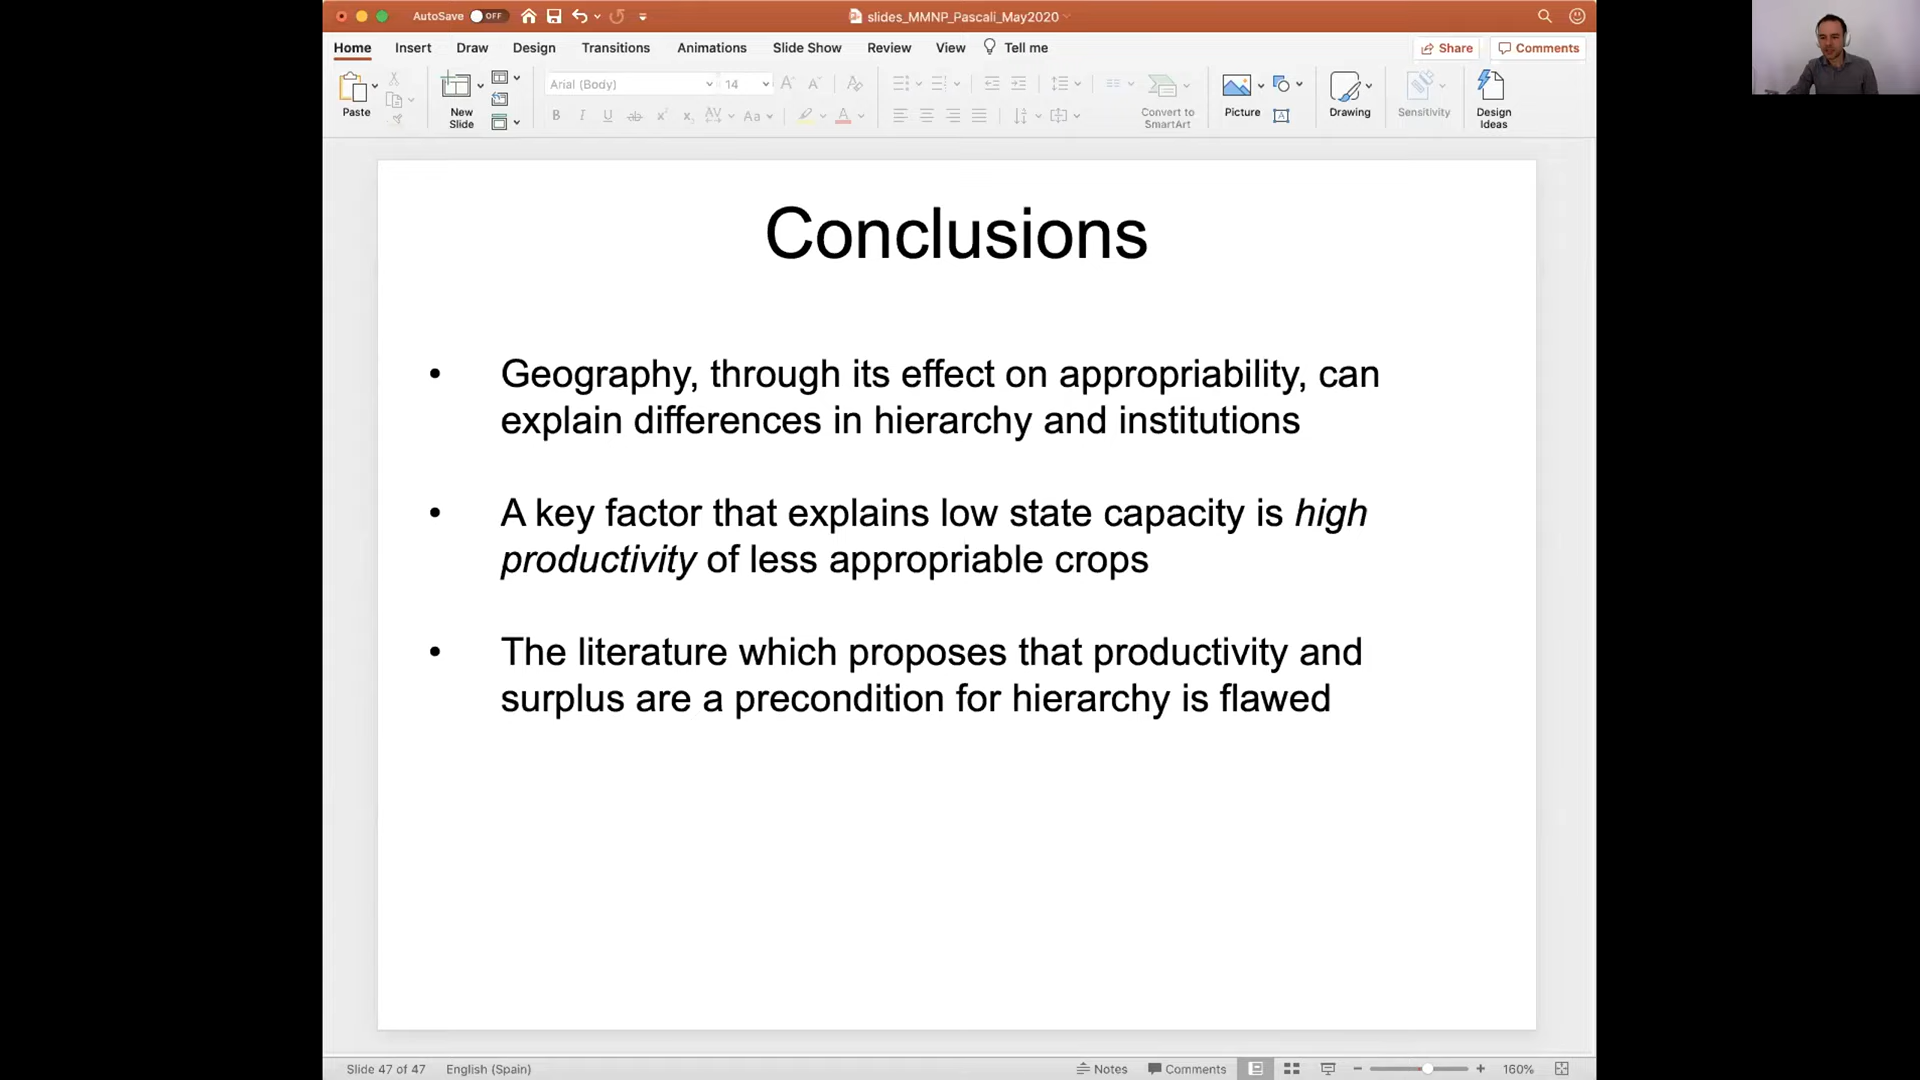 AutoSave OFF
slides_MMNP_Pascali_May2020
Home Insert Draw Design Transitions Animations Slide Show Review View Tell me
Share Comments
Paste
New Slide
Arial (Body) 14
Convert to SmartArt
Picture
Drawing
Sensitivity
Design Ideas
Conclusions
• Geography, through its effect on appropriability, can
explain differences in hierarchy and institutions
• A key factor that explains low state capacity is high
productivity of less appropriable crops
• The literature which proposes that productivity and
surplus are a precondition for hierarchy is flawed
Slide 47 of 47 English (Spain) Notes Comments 160%